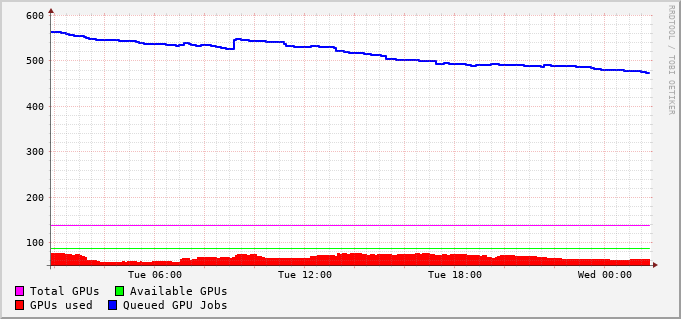 600
500
400
300
200
100
Tue 06:00 Tue 12:00 Tue 18:00 Wed 00:00
Total GPUs Available GPUs
GPUs used Queued GPU Jobs
RRDTOOL / TOBI OETIKER